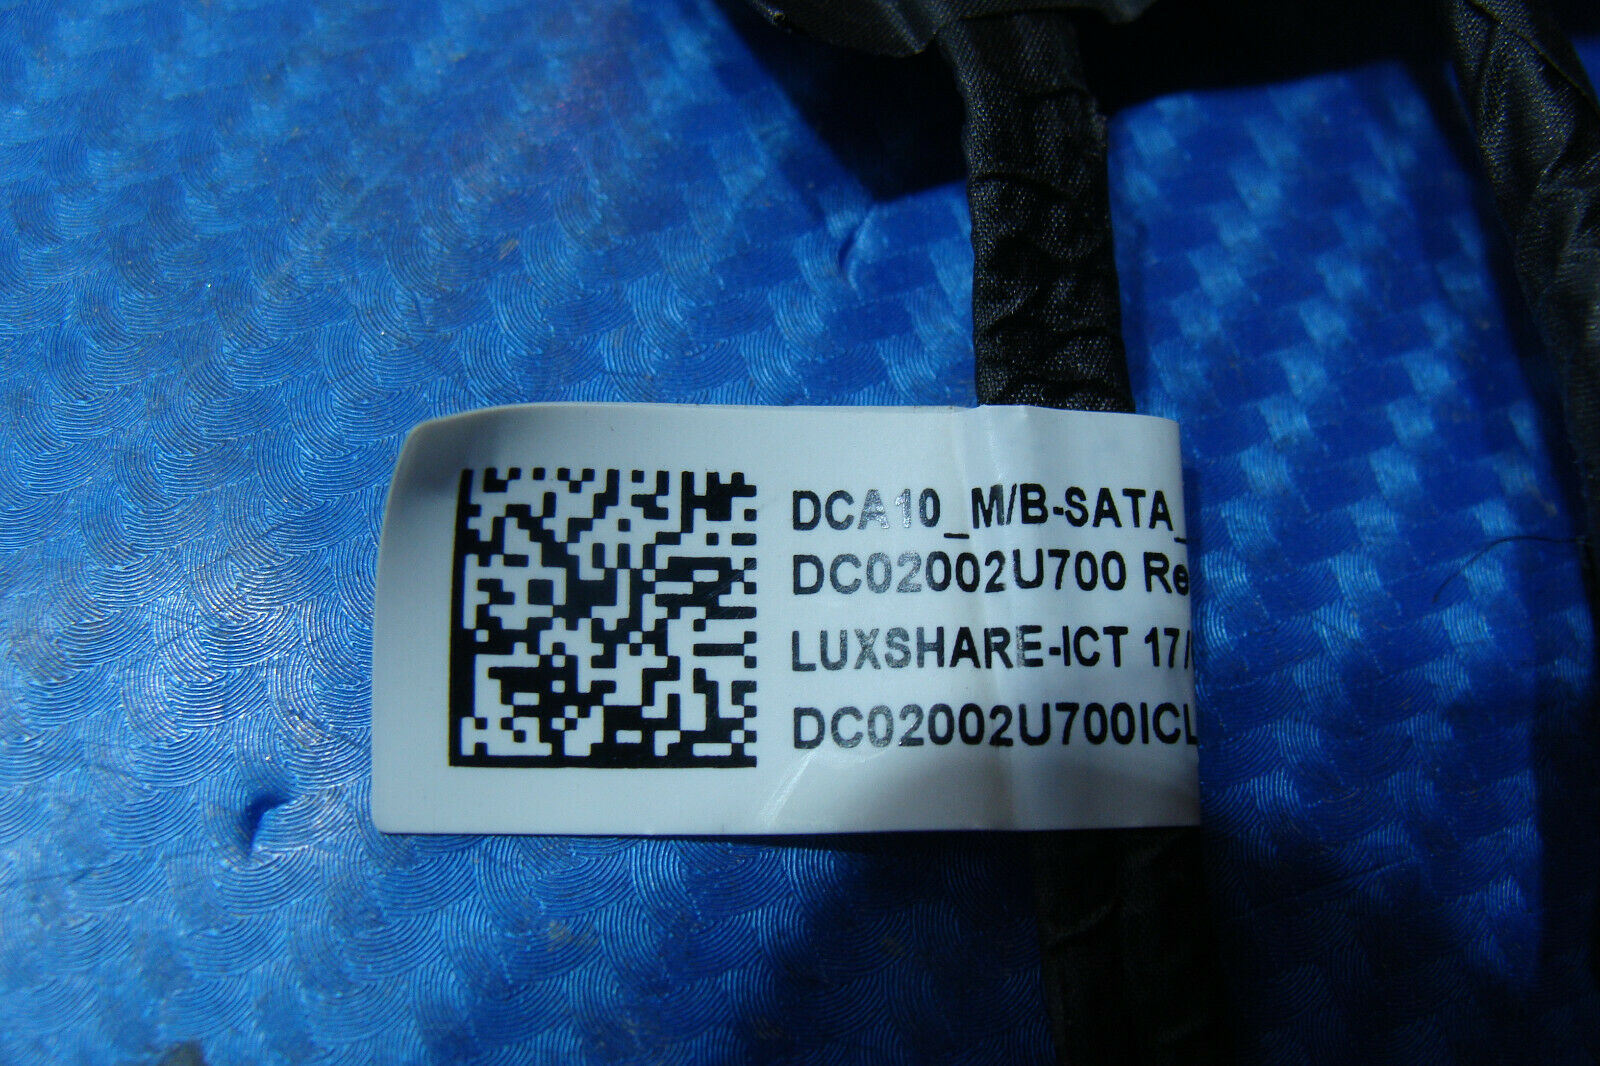 DCA10_M/B-SATA_
DC02002U700 Re
LUXSHARE-ICT 17/
DC02002U700ICL